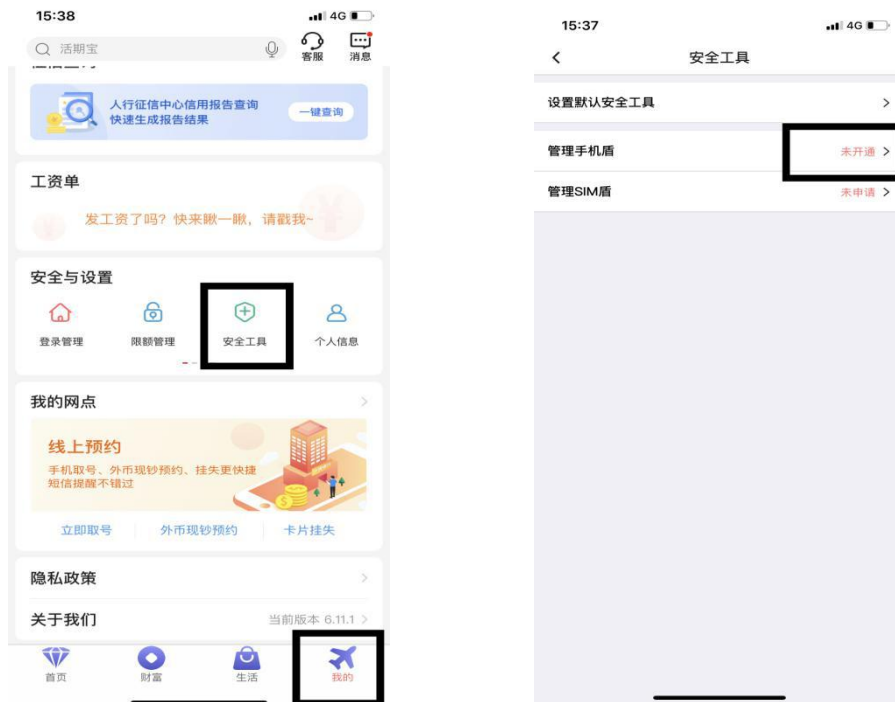 15:38
4G
活期宝
客服
消息
人行征信中心信用报告查询
快速生成报告结果
一键查询
工资单
发工资了吗？快来瞅一瞅，请戳我~
安全与设置
登录管理
限额管理
安全工具
个人信息
我的网点
线上预约
手机取号、外币现钞预约、挂失更快捷
短信提醒不错过
立即取号
外币现钞预约
卡片挂失
隐私政策
关于我们
当前版本 6.11.1
首页
财富
生活
我的
15:37
4G
安全工具
设置默认安全工具
管理手机盾
未开通
管理SIM盾
未申请